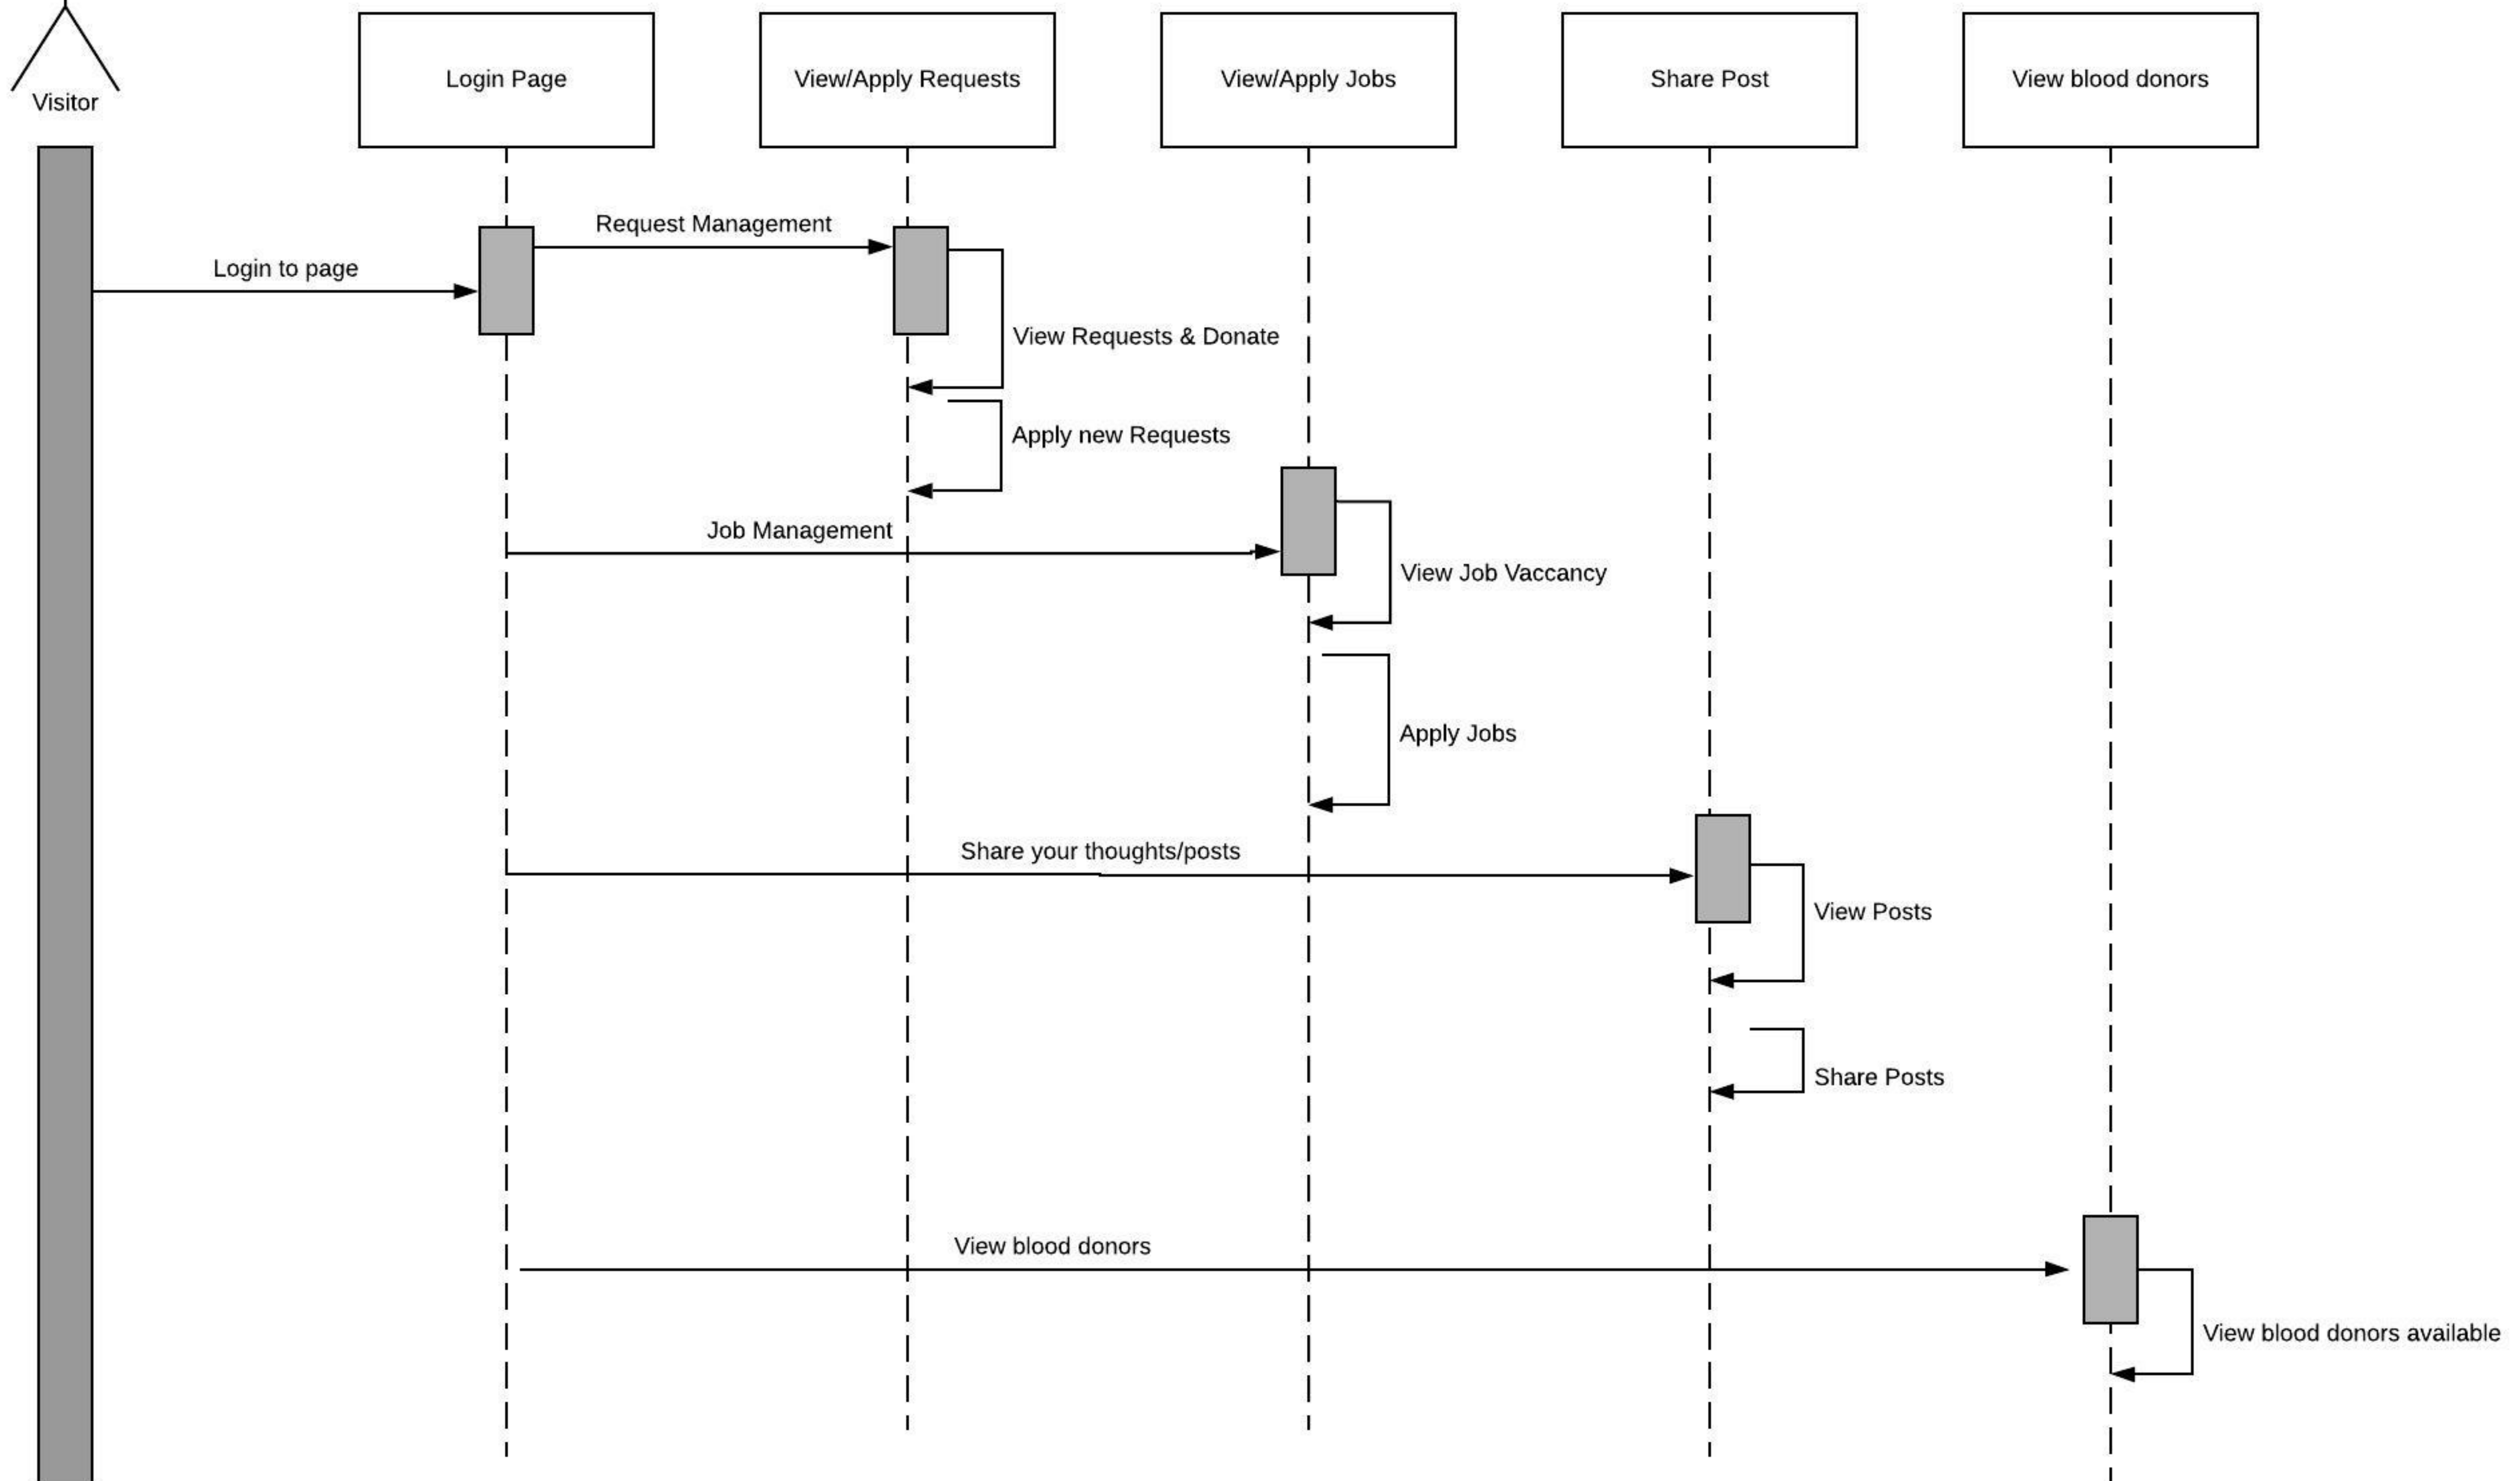 Visitor
Login Page
View/Apply Requests
View/Apply Jobs
Share Post
View blood donors
Request Management
Login to page
View Requests & Donate
Apply new Requests
Job Management
View Job Vaccancy
Apply Jobs
Share your thoughts/posts
View Posts
Share Posts
View blood donors
View blood donors available